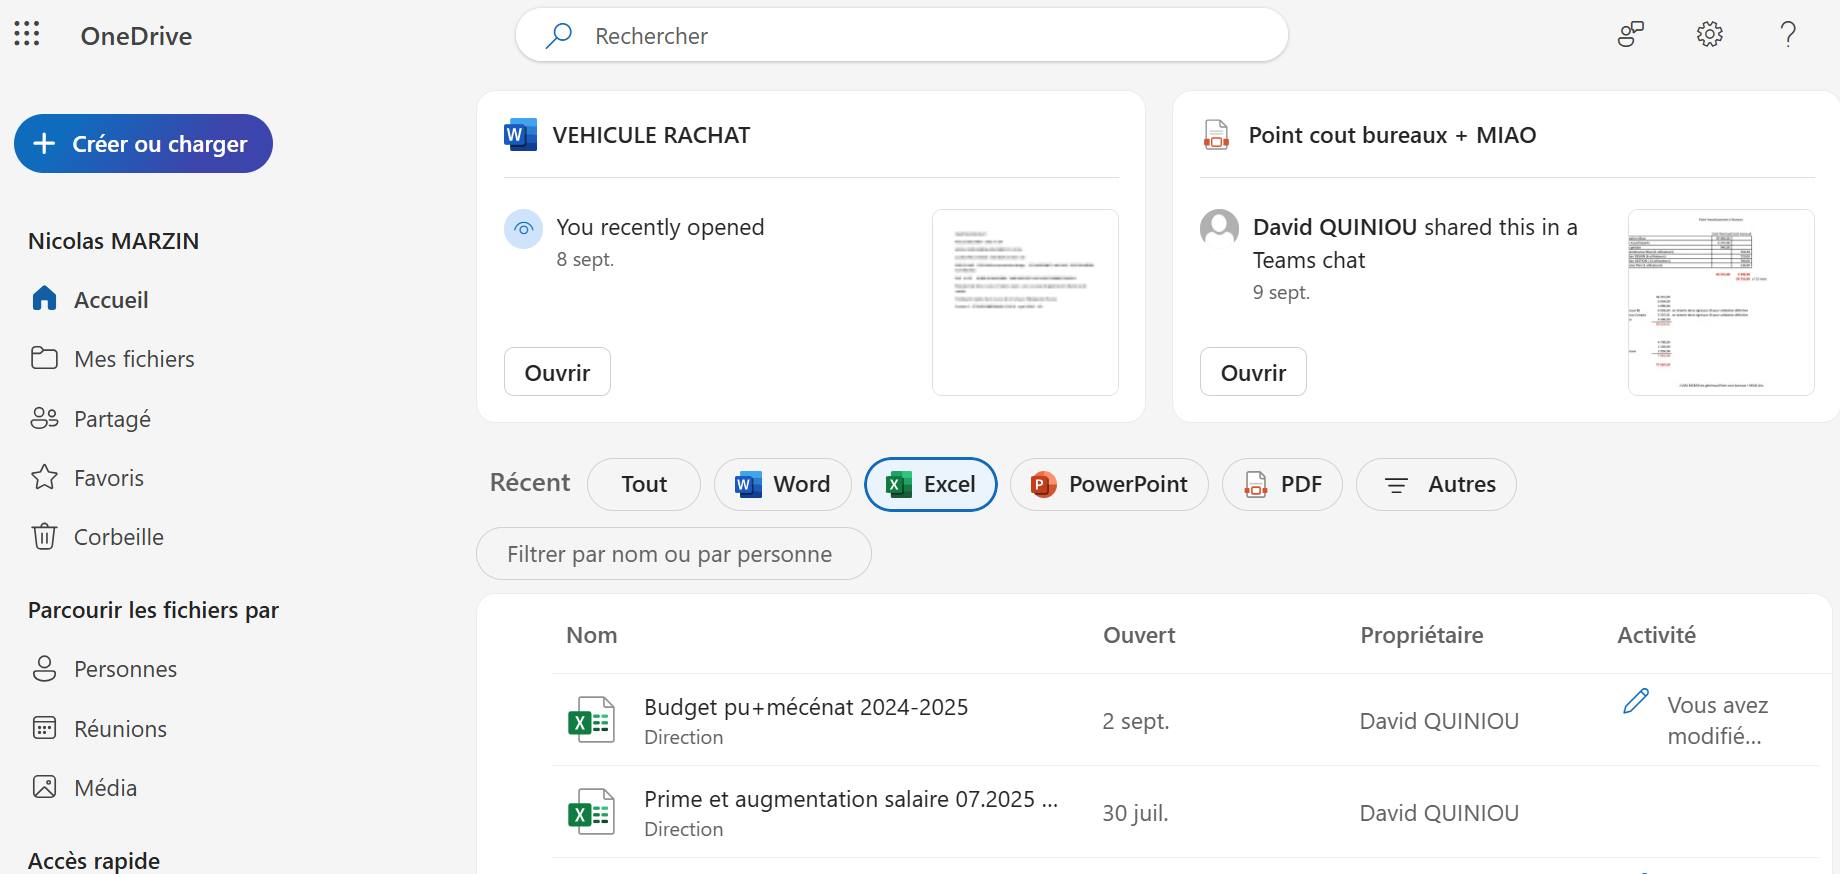 OneDrive
Rechercher
Créer ou charger
Nicolas MARZIN
Accueil
Mes fichiers
Partagé
Favoris
Corbeille
Parcourir les fichiers par
Personnes
Réunions
Média
Accès rapide
VEHICULE RACHAT
You recently opened
8 sept.
Ouvrir
Point cout bureaux + MIAO
David QUINIOU shared this in a
Teams chat
9 sept.
Ouvrir
Récent
Tout
Word
Excel
PowerPoint
PDF
Autres
Filtrer par nom ou par personne
Nom Ouvert Propriétaire Activité
Budget pu+mécénat 2024-2025
Direction
2 sept.
David QUINIOU
Vous avez
modifié...
Prime et augmentation salaire 07.2025 ...
Direction
30 juil.
David QUINIOU